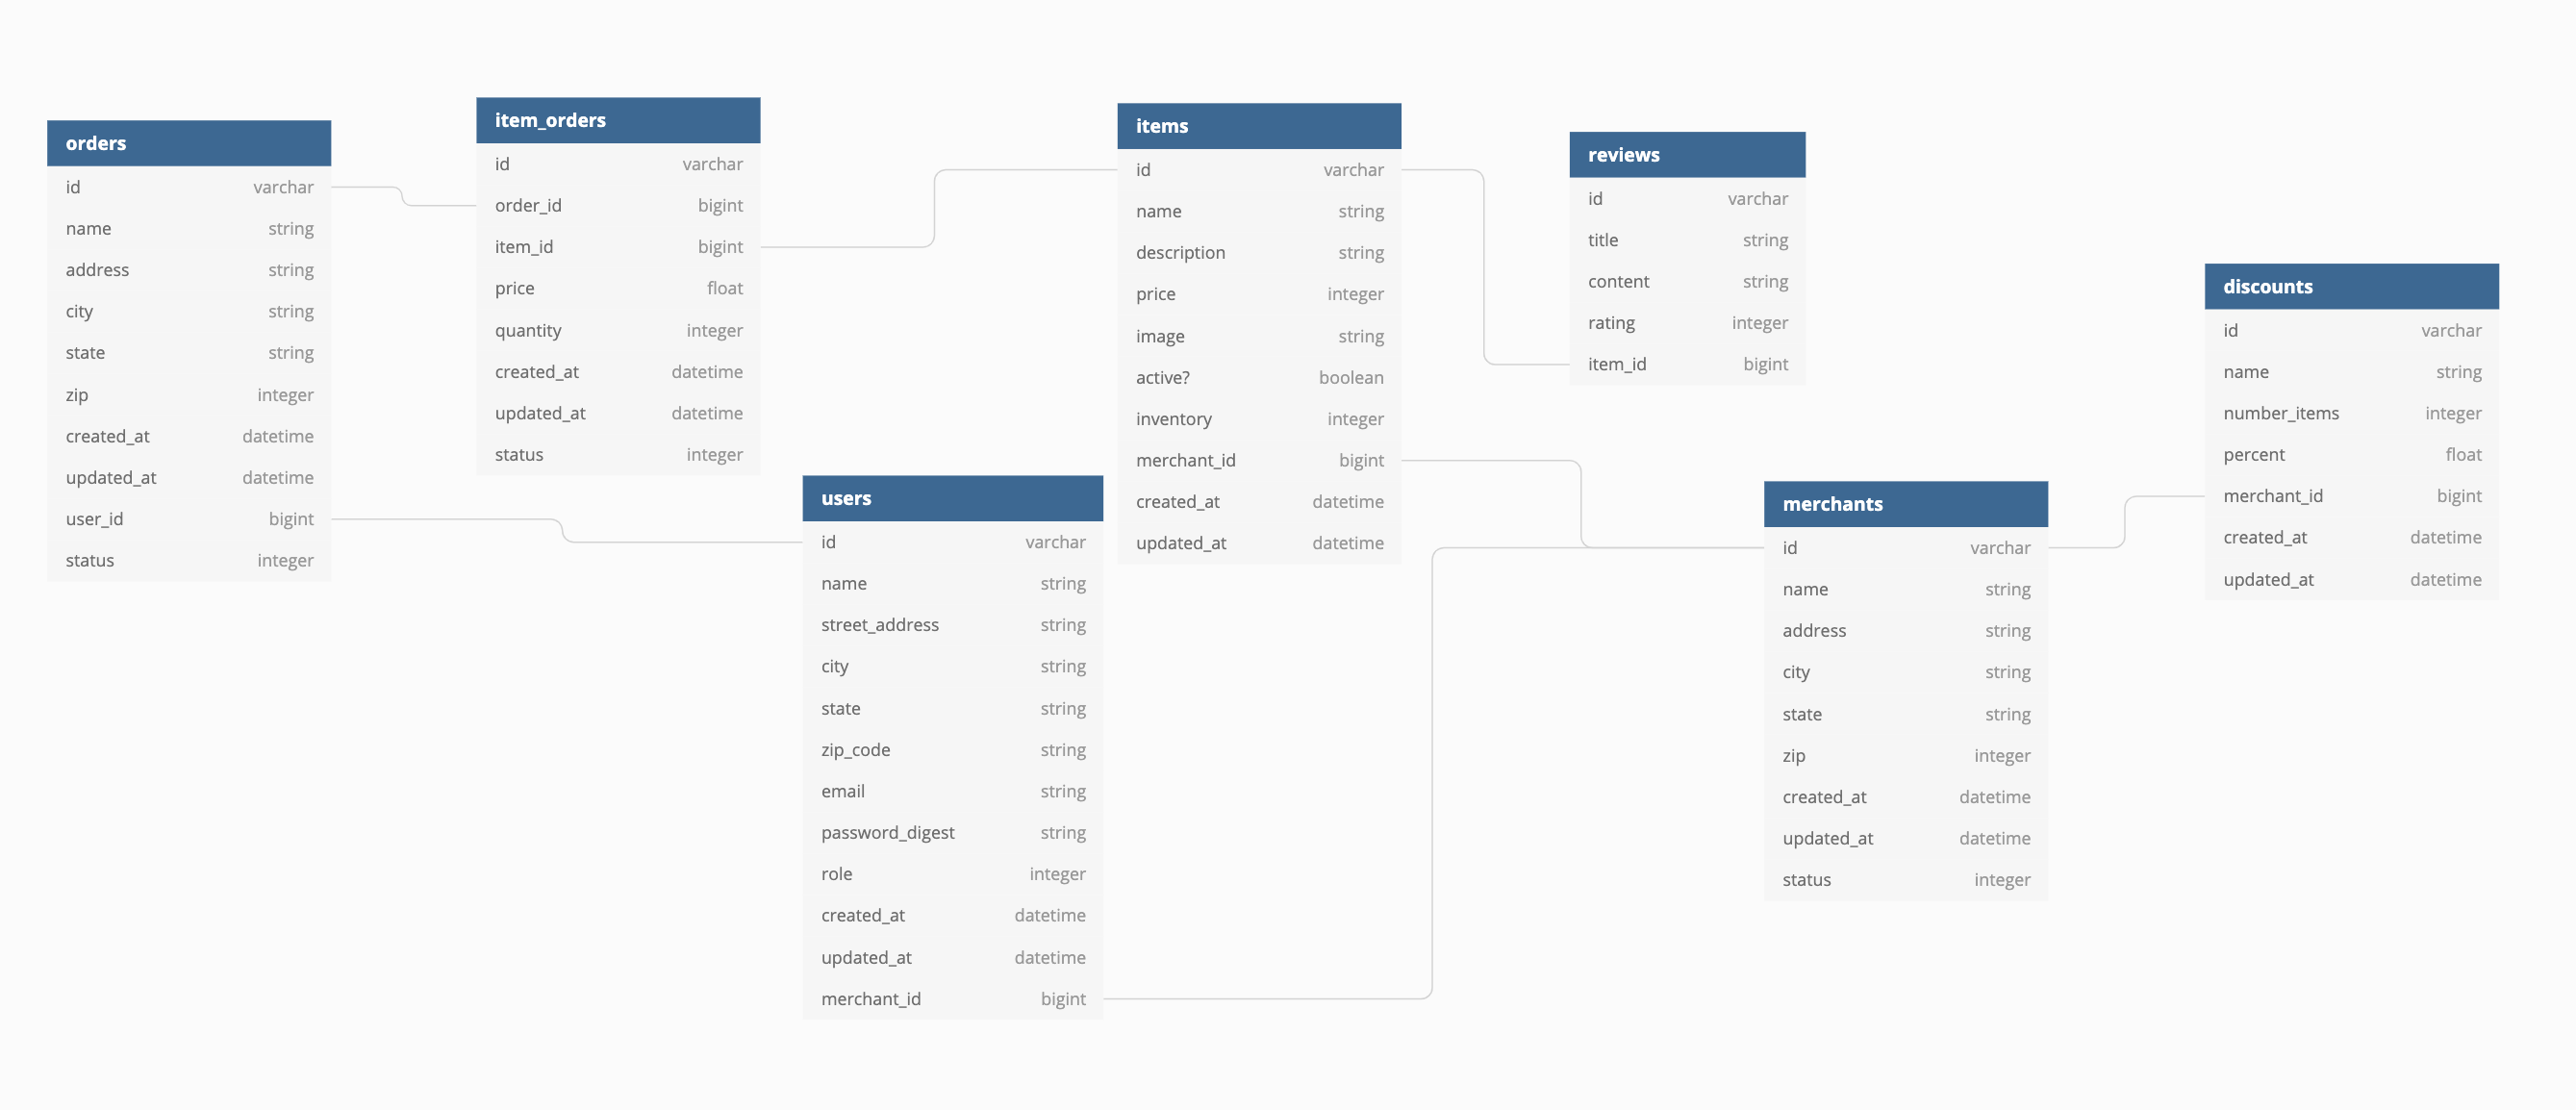 orders
id varchar
name string
address string
city string
state string
zip integer
created_at datetime
updated_at datetime
user_id bigint
status integer
item_orders
id varchar
order_id bigint
item_id bigint
price float
quantity integer
created_at datetime
updated_at datetime
status integer
users
id varchar
name string
street_address string
city string
state string
zip_code string
email string
password_digest string
role integer
created_at datetime
updated_at datetime
merchant_id bigint
items
id varchar
name string
description string
price integer
image string
active? boolean
inventory integer
merchant_id bigint
created_at datetime
updated_at datetime
reviews
id varchar
title string
content string
rating integer
item_id bigint
merchants
id varchar
name string
address string
city string
state string
zip integer
created_at datetime
updated_at datetime
status integer
discounts
id varchar
name string
number_items integer
percent float
merchant_id bigint
created_at datetime
updated_at datetime